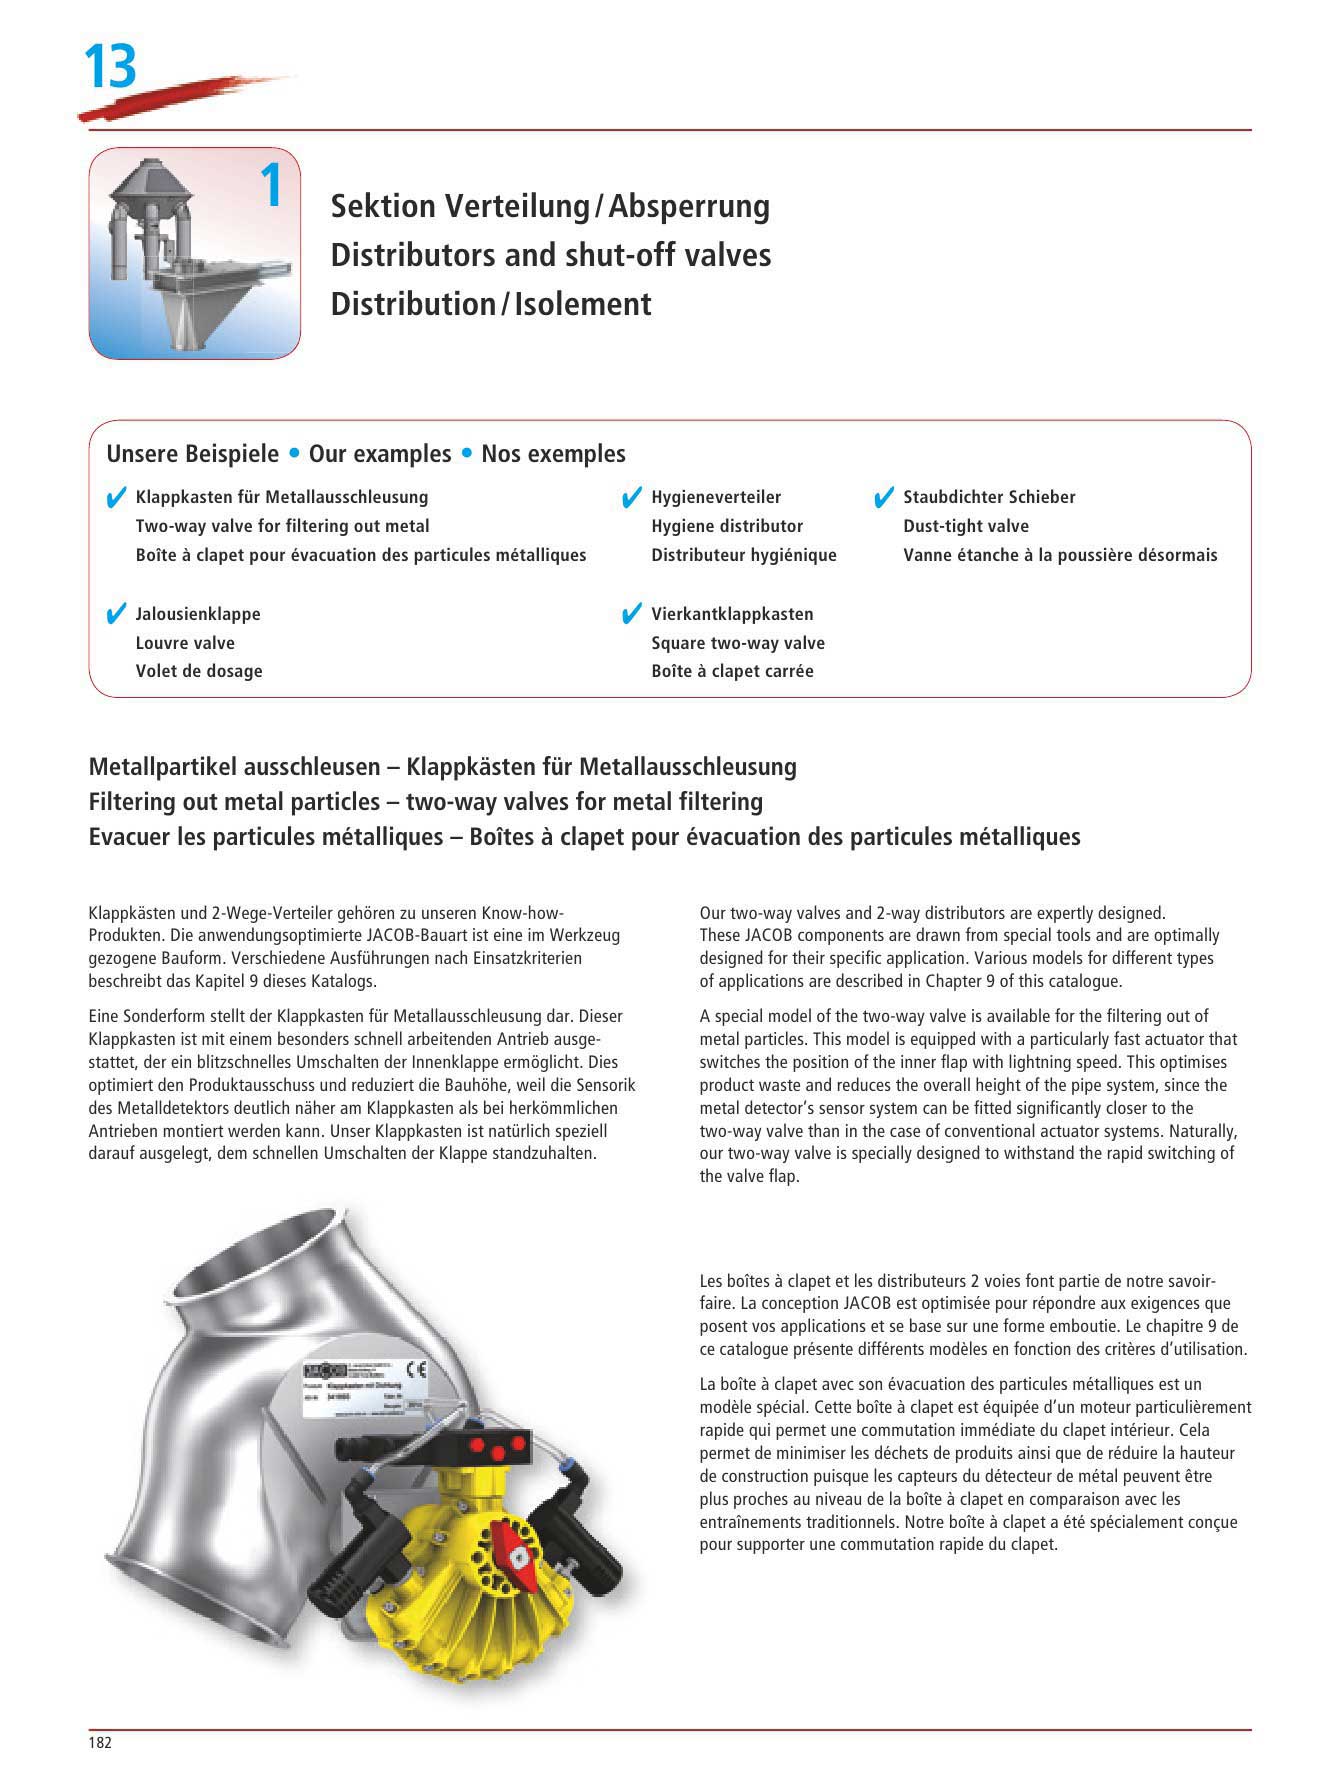 13
1
Sektion Verteilung / Absperrung
Distributors and shut-off valves
Distribution / Isolement
Unsere Beispiele • Our examples • Nos exemples
✔ Klappkasten für Metallausschleusung
Two-way valve for filtering out metal
Boîte à clapet pour évacuation des particules métalliques
✔ Hygieneverteiler
Hygiene distributor
Distributeur hygiénique
✔ Staubdichter Schieber
Dust-tight valve
Vanne étanche à la poussière désormais
✔ Jalousienklappe
Louvre valve
Volet de dosage
✔ Vierkantklappkasten
Square two-way valve
Boîte à clapet carrée
Metallpartikel ausschleusen – Klappkästen für Metallausschleusung
Filtering out metal particles – two-way valves for metal filtering
Evacuer les particules métalliques – Boîtes à clapet pour évacuation des particules métalliques
Klappkästen und 2-Wege-Verteiler gehören zu unseren Know-how-
Produkten. Die anwendungsoptimierte JACOB-Bauart ist eine im Werkzeug
gezogene Bauform. Verschiedene Ausführungen nach Einsatzkriterien
beschreibt das Kapitel 9 dieses Katalogs.
Eine Sonderform stellt der Klappkasten für Metallausschleusung dar. Dieser
Klappkasten ist mit einem besonders schnell arbeitenden Antrieb ausge-
stattet, der ein blitzschnelles Umschalten der Innenklappe ermöglicht. Dies
optimiert den Produktausschuss und reduziert die Bauhöhe, weil die Sensorik
des Metalldetektors deutlich näher am Klappkasten als bei herkömmlichen
Antrieben montiert werden kann. Unser Klappkasten ist natürlich speziell
darauf ausgelegt, dem schnellen Umschalten der Klappe standzuhalten.
Our two-way valves and 2-way distributors are expertly designed.
These JACOB components are drawn from special tools and are optimally
designed for their specific application. Various models for different types
of applications are described in Chapter 9 of this catalogue.
A special model of the two-way valve is available for the filtering out of
metal particles. This model is equipped with a particularly fast actuator that
switches the position of the inner flap with lightning speed. This optimises
product waste and reduces the overall height of the pipe system, since the
metal detector’s sensor system can be fitted significantly closer to the
two-way valve than in the case of conventional actuator systems. Naturally,
our two-way valve is specially designed to withstand the rapid switching of
the valve flap.
Les boîtes à clapet et les distributeurs 2 voies font partie de notre savoir-
faire. La conception JACOB est optimisée pour répondre aux exigences que
posent vos applications et se base sur une forme emboutie. Le chapitre 9 de
ce catalogue présente différents modèles en fonction des critères d’utilisation.
La boîte à clapet avec son évacuation des particules métalliques est un
modèle spécial. Cette boîte à clapet est équipée d’un moteur particulièrement
rapide qui permet une commutation immédiate du clapet intérieur. Cela
permet de minimiser les déchets de produits ainsi que de réduire la hauteur
de construction puisque les capteurs du détecteur de métal peuvent être
plus proches au niveau de la boîte à clapet en comparaison avec les
entraînements traditionnels. Notre boîte à clapet a été spécialement conçue
pour supporter une commutation rapide du clapet.
JACOB
CE
Klappkasten mit Dichtung
182